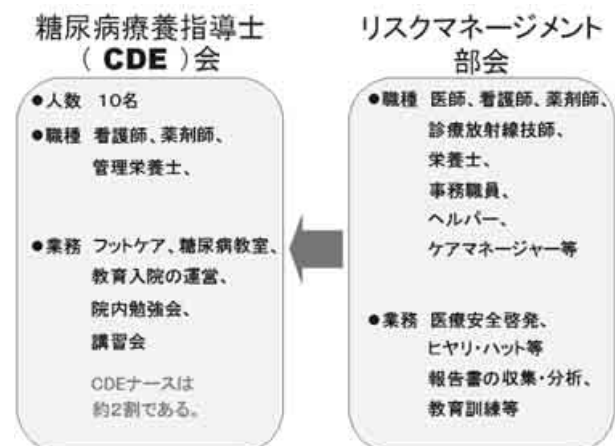 糖尿病療養指導士
( CDE )会
●人数 10名
●職種 看護師、薬剤師、
管理栄養士、
●業務 フットケア、糖尿病教室、
教育入院の運営、
院内勉強会、
講習会
CDEナースは
約2割である。
リスクマネージメント
部会
●職種 医師、看護師、薬剤師、
診療放射線技師、
栄養士、
事務職員、
ヘルパー、
ケアマネージャー等
●業務 医療安全啓発、
ヒヤリ・ハット等
報告書の収集・分析、
教育訓練等